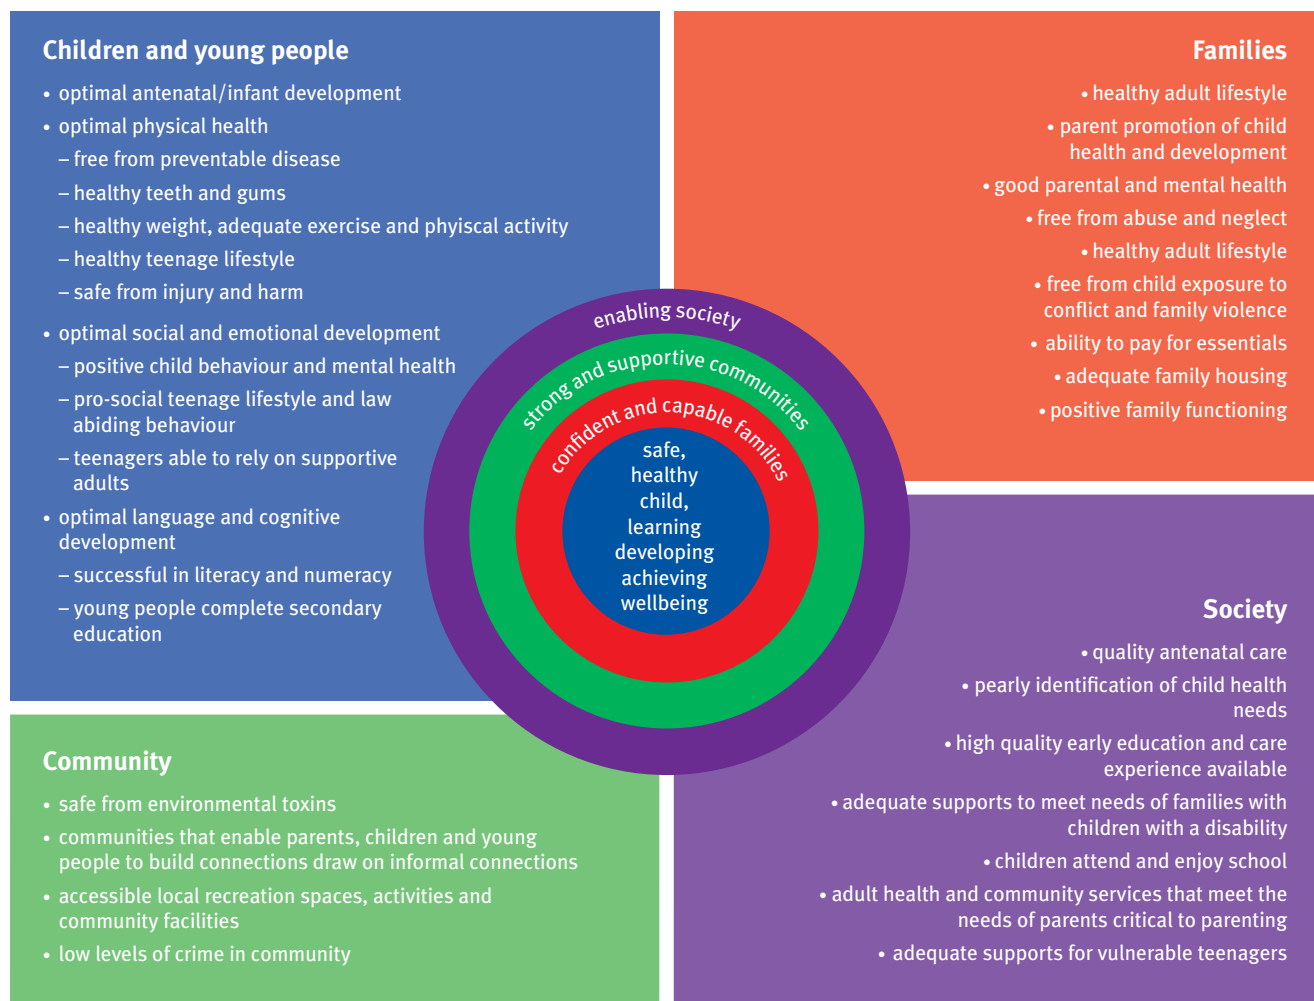 Children and young people
• optimal antenatal/infant development
• optimal physical health
– free from preventable disease
– healthy teeth and gums
– healthy weight, adequate exercise and phyiscal activity
– healthy teenage lifestyle
– safe from injury and harm
• optimal social and emotional development
– positive child behaviour and mental health
– pro-social teenage lifestyle and law
abiding behaviour
– teenagers able to rely on supportive
adults
• optimal language and cognitive
development
– successful in literacy and numeracy
– young people complete secondary
education
Families
• healthy adult lifestyle
• parent promotion of child
health and development
• good parental and mental health
• free from abuse and neglect
• healthy adult lifestyle
• free from child exposure to
conflict and family violence
• ability to pay for essentials
• adequate family housing
• positive family functioning
enabling society
strong and supportive communities
confident and capable families
safe,
healthy
child,
learning
developing
achieving
wellbeing
Community
• safe from environmental toxins
• communities that enable parents, children and young
people to build connections draw on informal connections
• accessible local recreation spaces, activities and
community facilities
• low levels of crime in community
Society
• quality antenatal care
• pearly identification of child health
needs
• high quality early education and care
experience available
• adequate supports to meet needs of families with
children with a disability
• children attend and enjoy school
• adult health and community services that meet the
needs of parents critical to parenting
• adequate supports for vulnerable teenagers